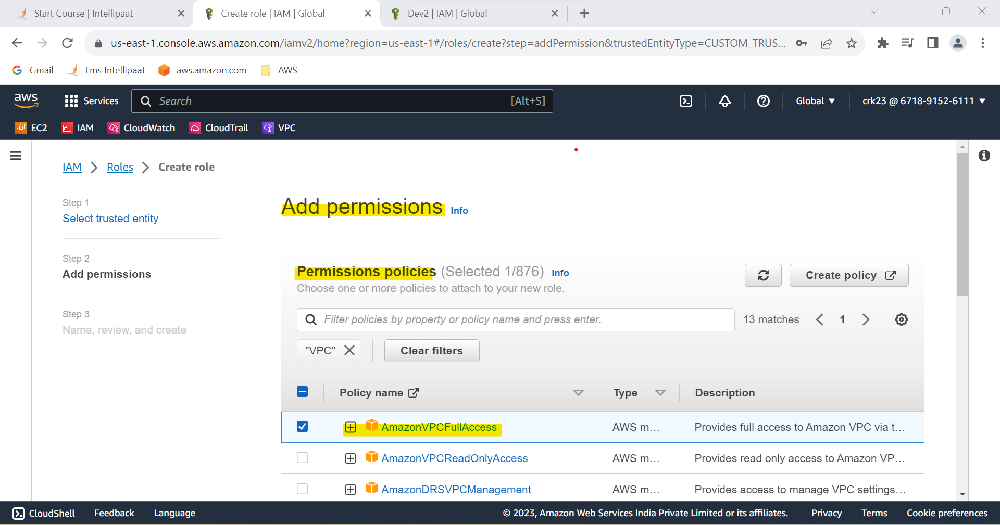 Start Course | Intellipaat
Create role | IAM | Global
Dev2 | IAM | Global
us-east-1.console.aws.amazon.com/iamv2/home?region=us-east-1#/roles/create?step=addPermission&trustedEntityType=CUSTOM_TRUS...
Gmail
Lms Intellipaat
aws.amazon.com
AWS
aws
Services
Search
[Alt+S]
Global
crk23 @ 6718-9152-6111
EC2
IAM
CloudWatch
CloudTrail
VPC
IAM > Roles > Create role
Step 1
Select trusted entity
Step 2
Add permissions
Step 3
Name, review, and create
Add permissions Info
Permissions policies (Selected 1/876) Info
Choose one or more policies to attach to your new role.
Create policy
Filter policies by property or policy name and press enter.
13 matches
1
"VPC"
Clear filters
Policy name
Type
Description
AmazonVPCFullAccess
AWS m...
Provides full access to Amazon VPC via t...
AmazonVPCReadOnlyAccess
AWS m...
Provides read only access to Amazon VP...
AmazonDRSVPCManagement
AWS m...
Provides access to manage VPC settings...
CloudShell
Feedback
Language
© 2023, Amazon Web Services India Private Limited or its affiliates.
Privacy
Terms
Cookie preferences